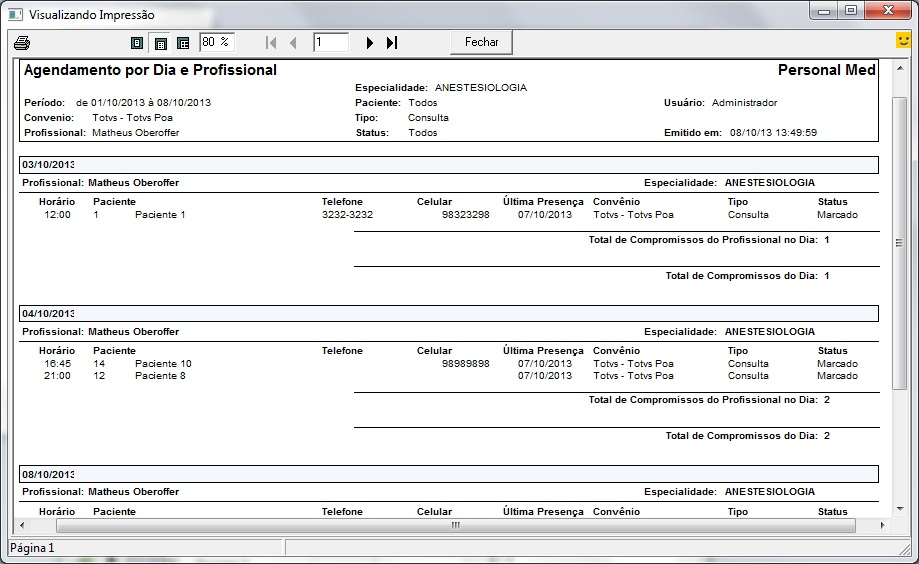 Visualizando Impressão
80 % 1 Fechar
Agendamento por Dia e Profissional Personal Med
Especialidade: ANESTESIOLOGIA
Período: de 01/10/2013 à 08/10/2013 Paciente: Todos Usuário: Administrador
Convenio: Totvs - Totvs Poa Tipo: Consulta
Profissional: Matheus Oberoffer Status: Todos Emitido em: 08/10/13 13:49:59
03/10/2013
Profissional: Matheus Oberoffer Especialidade: ANESTESIOLOGIA
Horário Paciente Telefone Celular Última Presença Convênio Tipo Status
12:00 1 Paciente 1 3232-3232 98323298 07/10/2013 Totvs - Totvs Poa Consulta Marcado
Total de Compromissos do Profissional no Dia: 1
Total de Compromissos do Dia: 1
04/10/2013
Profissional: Matheus Oberoffer Especialidade: ANESTESIOLOGIA
Horário Paciente Telefone Celular Última Presença Convênio Tipo Status
16:45 14 Paciente 10 98989898 07/10/2013 Totvs - Totvs Poa Consulta Marcado
21:00 12 Paciente 8 07/10/2013 Totvs - Totvs Poa Consulta Marcado
Total de Compromissos do Profissional no Dia: 2
Total de Compromissos do Dia: 2
08/10/2013
Profissional: Matheus Oberoffer Especialidade: ANESTESIOLOGIA
Horário Paciente Telefone Celular Última Presença Convênio Tipo Status
Página 1